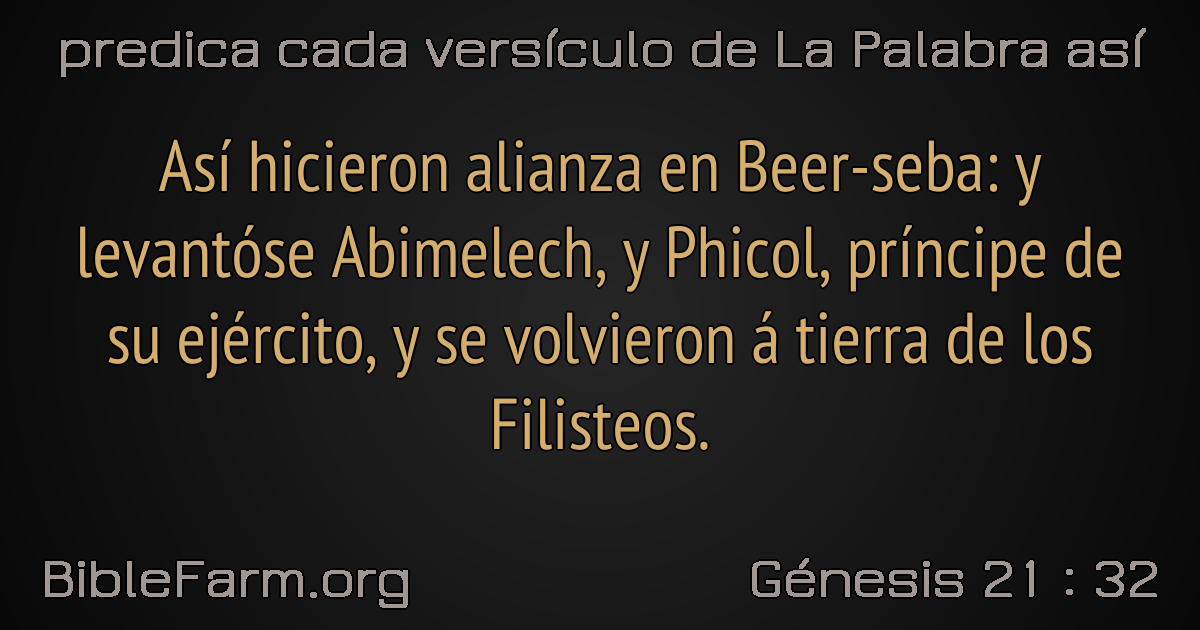 predica cada versículo de La Palabra así
Así hicieron alianza en Beer-seba: y
levantóse Abimelech, y Phicol, príncipe de
su ejército, y se volvieron á tierra de los
Filisteos.
BibleFarm.org
Génesis 21 : 32